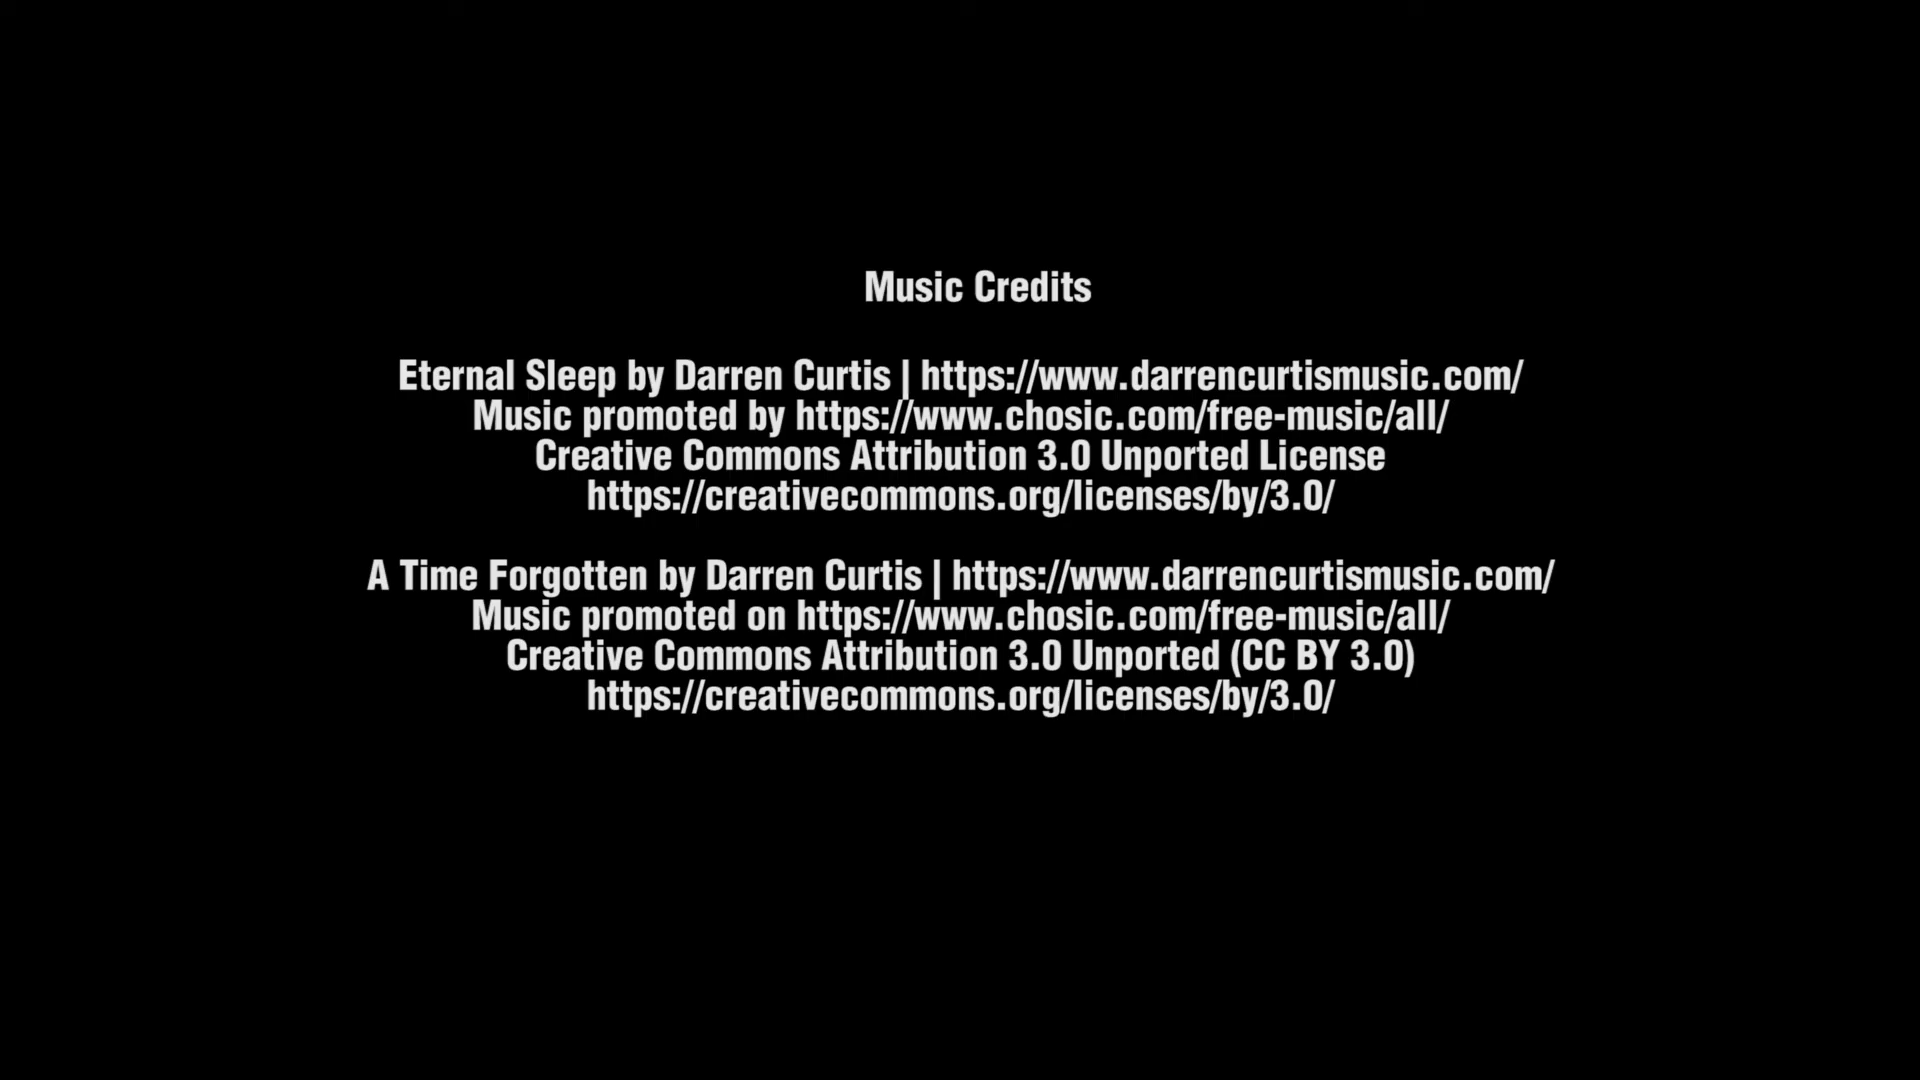 Music Credits
Eternal Sleep by Darren Curtis | https://www.darrencurtismusic.com/
Music promoted by https://www.chosic.com/free-music/all/
Creative Commons Attribution 3.0 Unported License
https://creativecommons.org/licenses/by/3.0/
A Time Forgotten by Darren Curtis | https://www.darrencurtismusic.com/
Music promoted on https://www.chosic.com/free-music/all/
Creative Commons Attribution 3.0 Unported (CC BY 3.0)
https://creativecommons.org/licenses/by/3.0/